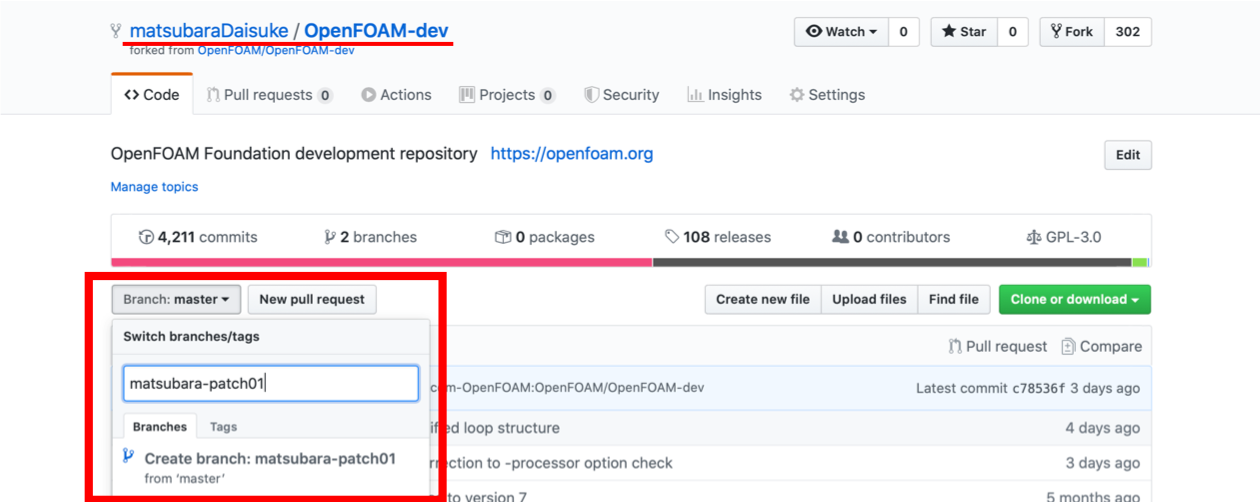 matsubaraDaisuke / OpenFOAM-dev
Watch 0 Star 0 Fork 302
forked from OpenFOAM/OpenFOAM-dev
Code Pull requests 0 Actions Projects 0 Security Insights Settings
OpenFOAM Foundation development repository https://openfoam.org Edit
Manage topics
4,211 commits 2 branches 0 packages 108 releases 0 contributors GPL-3.0
Branch: master New pull request Create new file Upload files Find file Clone or download
Switch branches/tags
Pull request Compare
matsubara-patch01
com-OpenFOAM:OpenFOAM/OpenFOAM-dev Latest commit c78536f 3 days ago
Branches Tags
ified loop structure 4 days ago
Create branch: matsubara-patch01
rrection to -processor option check 3 days ago
from ‘master’
to version 7 5 months ago